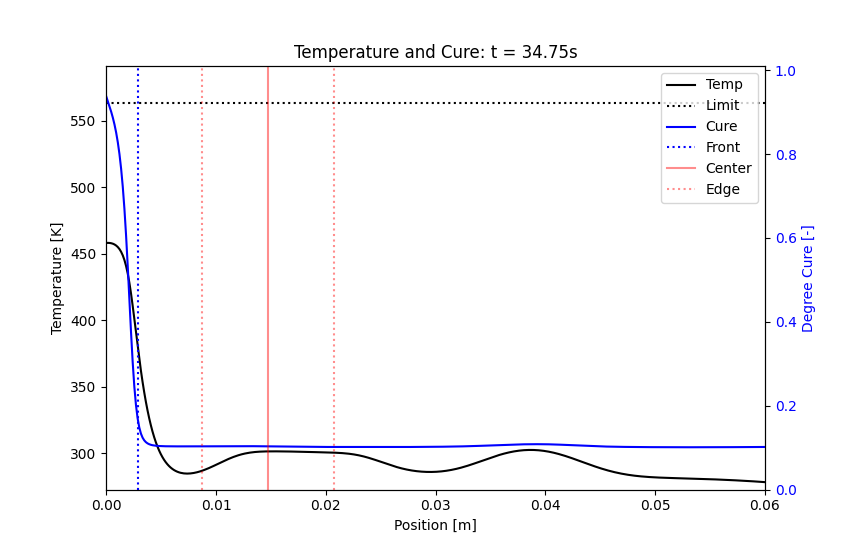 Temperature and Cure: t = 34.75s
Temp
Limit
Cure
Front
Center
Edge
Temperature [K]
550
500
450
400
350
300
Degree Cure [-]
1.0
0.8
0.6
0.4
0.2
0.0
0.00 0.01 0.02 0.03 0.04 0.05 0.06
Position [m]